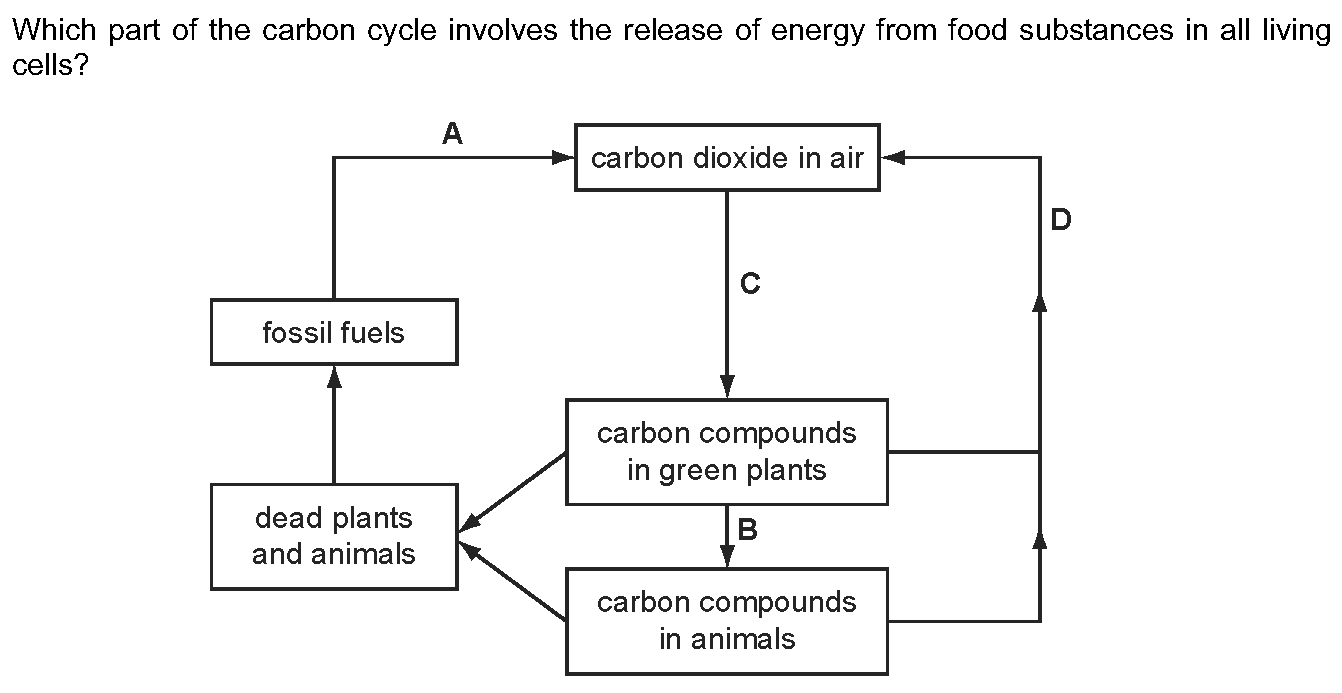 Which part of the carbon cycle involves the release of energy from food substances in all living
cells?
A
carbon dioxide in air
D
C
fossil fuels
carbon compounds
in green plants
dead plants
and animals
B
carbon compounds
in animals